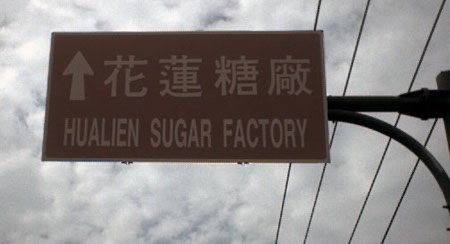 ↑花蓮糖廠
HUALIEN SUGAR FACTORY